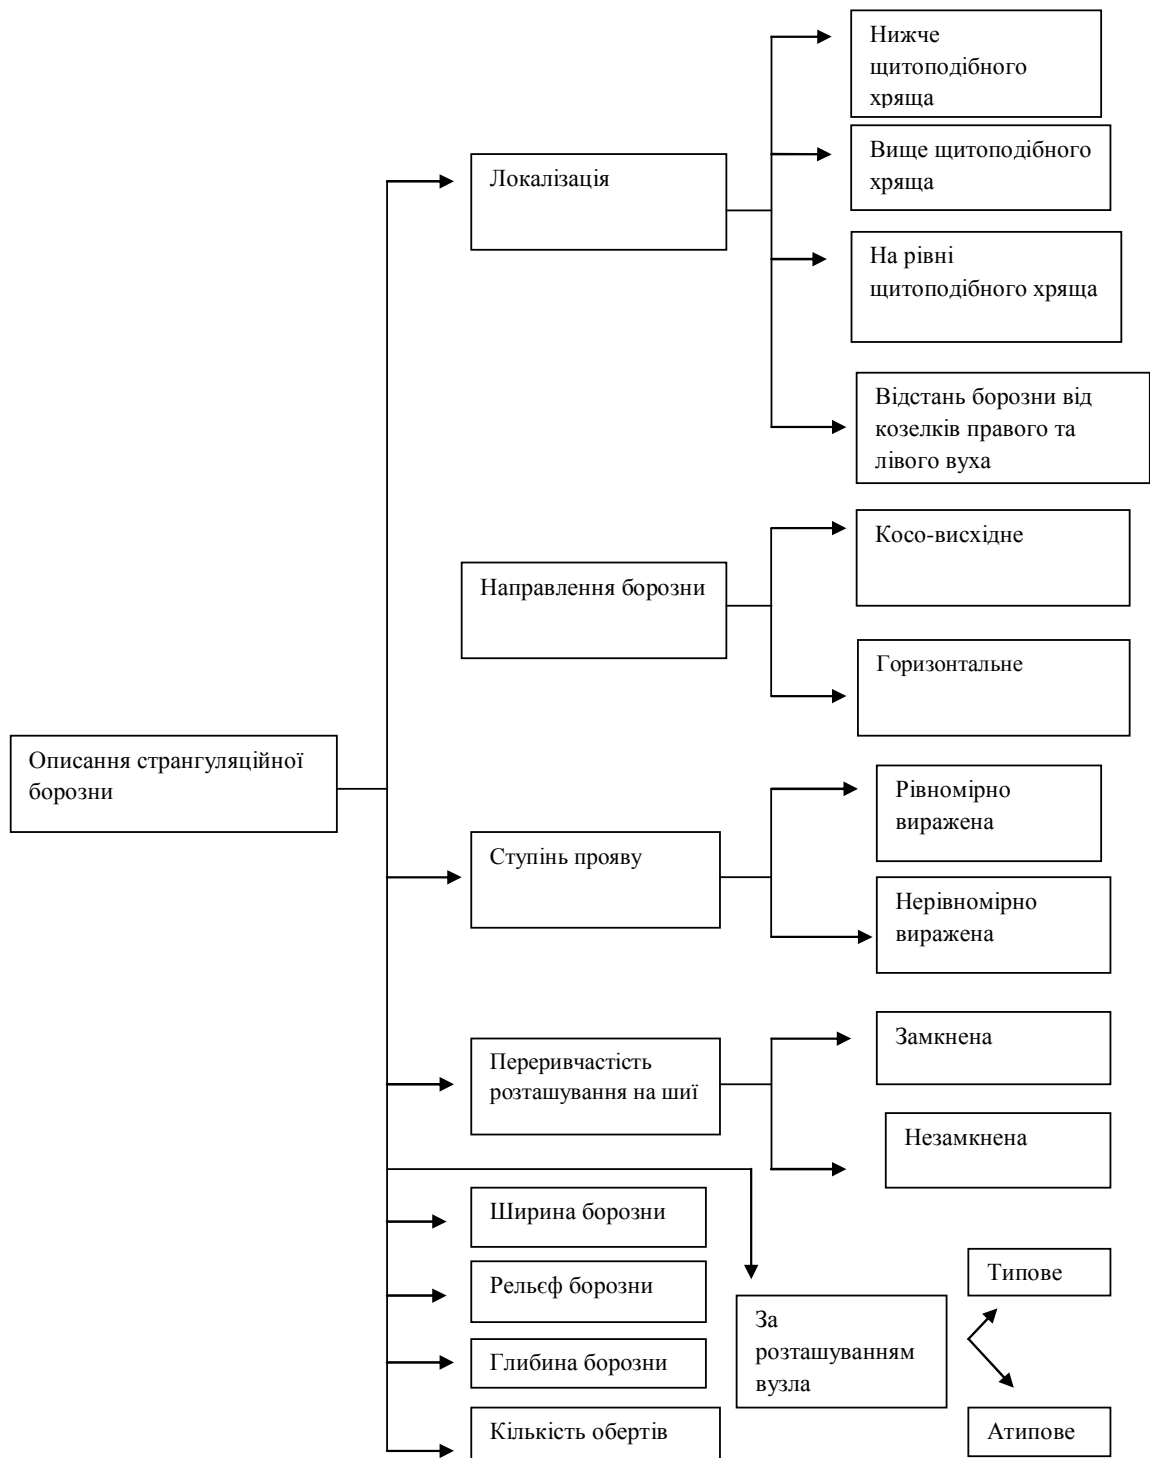 Нижче
щитоподібного
хряща
Вище щитоподібного
хряща
Локалізація
На рівні
щитоподібного хряща
Відстань борозни від
козелків правого та
лівого вуха
Косо-висхідне
Направлення борозни
Горизонтальне
Описання странгуляційної
борозни
Рівномірно
виражена
Ступінь прояву
Нерівномірно
виражена
Замкнена
Переривчастість
розташування на шиї
Незамкнена
Ширина борозни
Рельєф борозни
Глибина борозни
Кількість обертів
За
розташуванням
вузла
Типове
Атипове